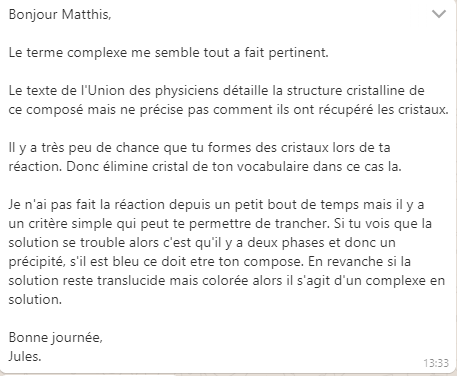 Bonjour Matthis,
Le terme complexe me semble tout a fait pertinent.
Le texte de l'Union des physiciens détaille la structure cristalline de
ce composé mais ne précise pas comment ils ont récupéré les cristaux.
Il y a très peu de chance que tu formes des cristaux lors de ta
réaction. Donc élimine cristal de ton vocabulaire dans ce cas la.
Je n'ai pas fait la réaction depuis un petit bout de temps mais il y a
un critère simple qui peut te permettre de trancher. Si tu vois que la
solution se trouble alors c'est qu'il y a deux phases et donc un
précipité, s'il est bleu ce doit etre ton compose. En revanche si la
solution reste translucide mais colorée alors il s'agit d'un complexe en
solution.
Bonne journée,
Jules.
13:33